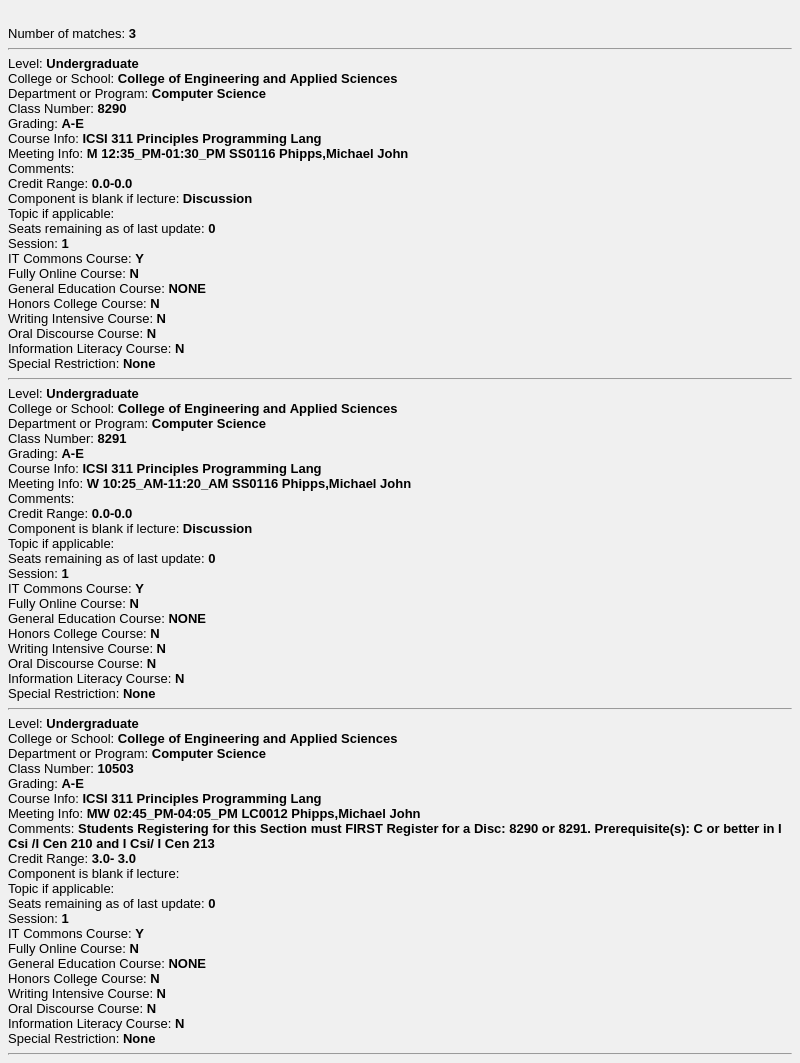 Number of matches: 3
Level: Undergraduate
College or School: College of Engineering and Applied Sciences
Department or Program: Computer Science
Class Number: 8290
Grading: A-E
Course Info: ICSI 311 Principles Programming Lang
Meeting Info: M 12:35_PM-01:30_PM SS0116 Phipps,Michael John
Comments:
Credit Range: 0.0-0.0
Component is blank if lecture: Discussion
Topic if applicable:
Seats remaining as of last update: 0
Session: 1
IT Commons Course: Y
Fully Online Course: N
General Education Course: NONE
Honors College Course: N
Writing Intensive Course: N
Oral Discourse Course: N
Information Literacy Course: N
Special Restriction: None
Level: Undergraduate
College or School: College of Engineering and Applied Sciences
Department or Program: Computer Science
Class Number: 8291
Grading: A-E
Course Info: ICSI 311 Principles Programming Lang
Meeting Info: W 10:25_AM-11:20_AM SS0116 Phipps,Michael John
Comments:
Credit Range: 0.0-0.0
Component is blank if lecture: Discussion
Topic if applicable:
Seats remaining as of last update: 0
Session: 1
IT Commons Course: Y
Fully Online Course: N
General Education Course: NONE
Honors College Course: N
Writing Intensive Course: N
Oral Discourse Course: N
Information Literacy Course: N
Special Restriction: None
Level: Undergraduate
College or School: College of Engineering and Applied Sciences
Department or Program: Computer Science
Class Number: 10503
Grading: A-E
Course Info: ICSI 311 Principles Programming Lang
Meeting Info: MW 02:45_PM-04:05_PM LC0012 Phipps,Michael John
Comments: Students Registering for this Section must FIRST Register for a Disc: 8290 or 8291. Prerequisite(s): C or better in I
Csi /I Cen 210 and I Csi/ I Cen 213
Credit Range: 3.0- 3.0
Component is blank if lecture:
Topic if applicable:
Seats remaining as of last update: 0
Session: 1
IT Commons Course: Y
Fully Online Course: N
General Education Course: NONE
Honors College Course: N
Writing Intensive Course: N
Oral Discourse Course: N
Information Literacy Course: N
Special Restriction: None